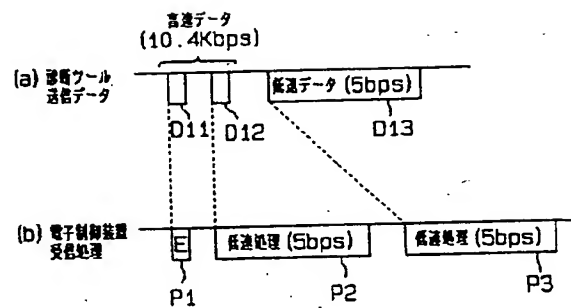 高速データ
(10.4Kbps)
(a) 診断ツール
送信データ
低速データ (5bps)
D11
D12
D13
(b) 電子制御装置
受信処理
E
低速処理 (5bps)
低速処理 (5bps)
P1
P2
P3